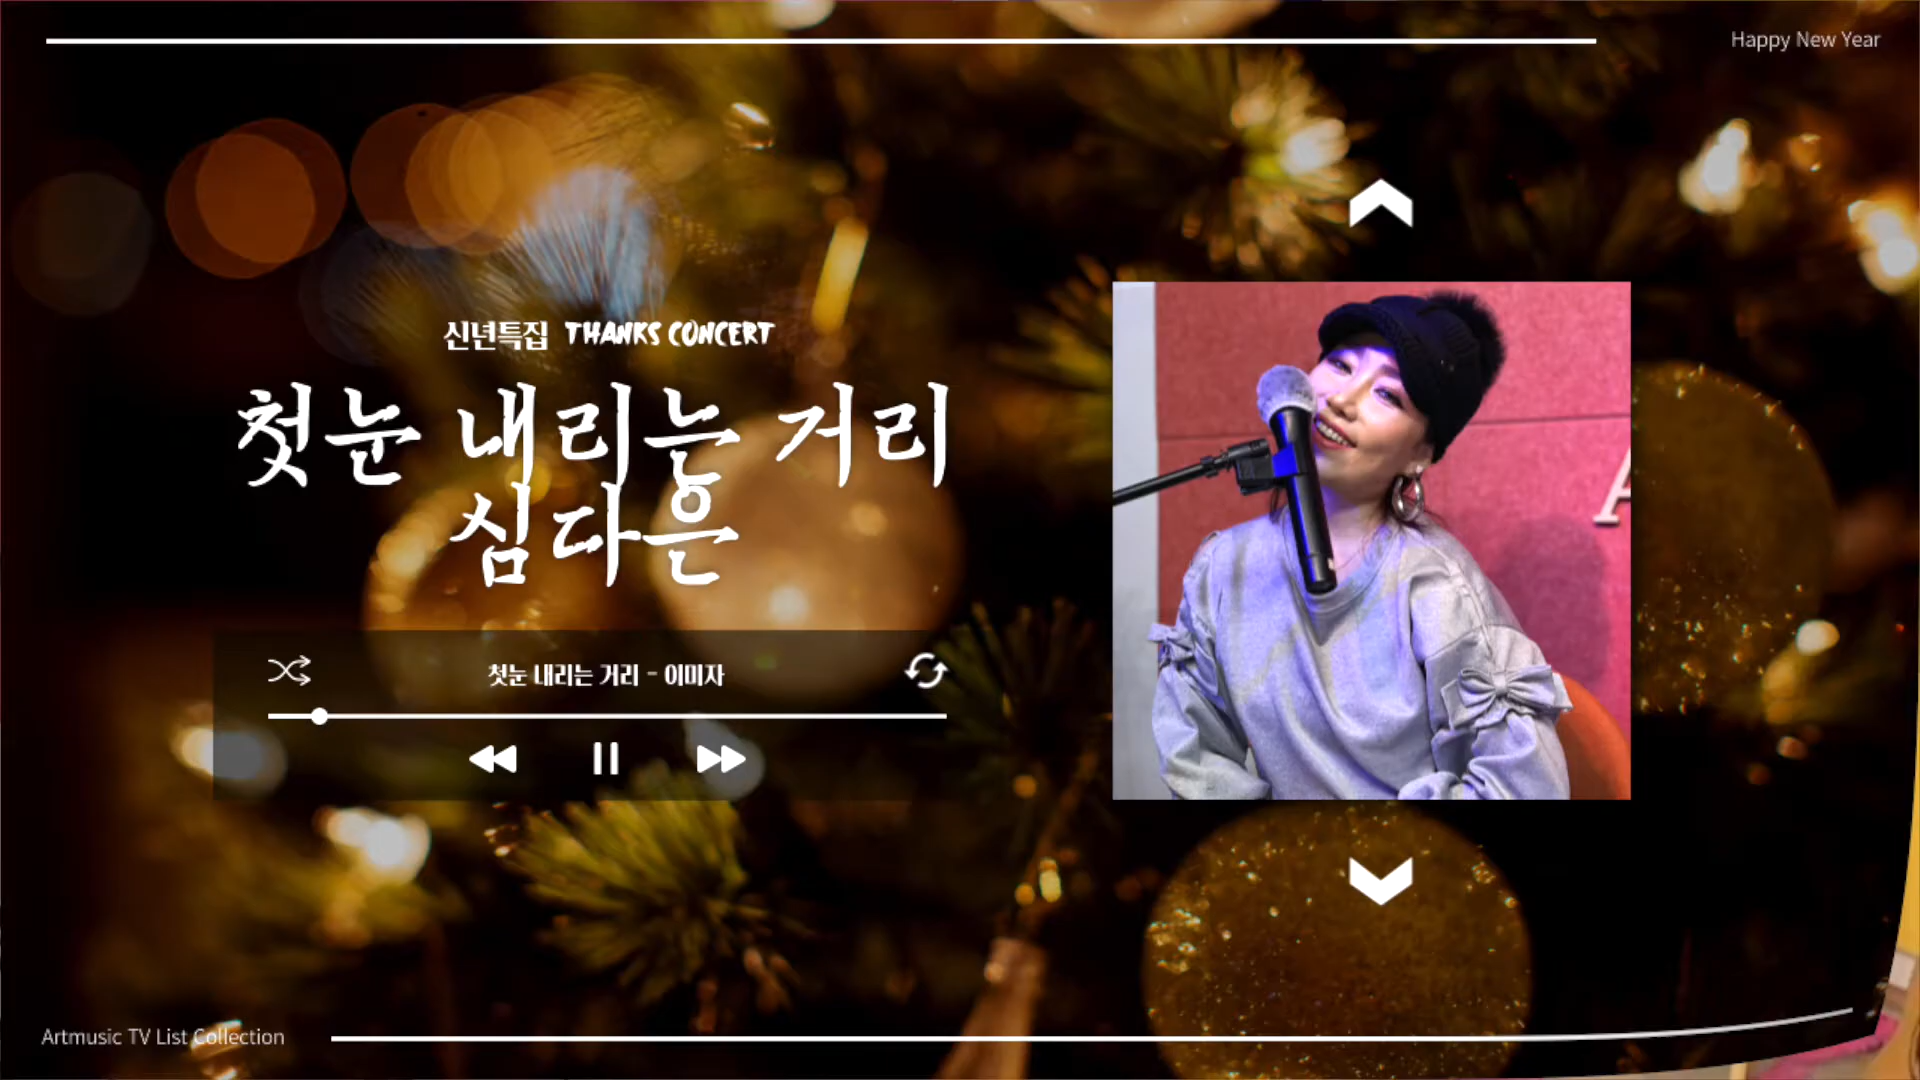 Happy New Year
신년특집 THANKS CONCERT
첫눈 내리는 거리
심다은
첫눈 내리는 거리 - 이미자
A
Artmusic TV List Collection